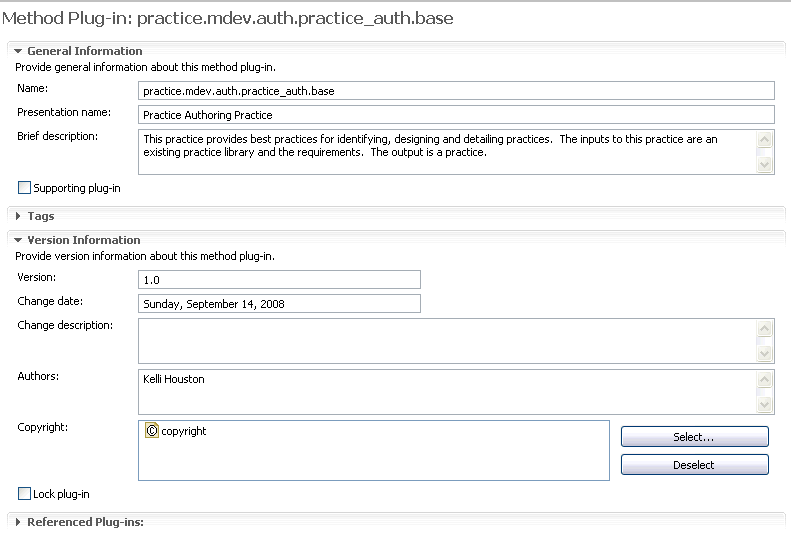 Method Plug-in: practice.mdev.auth.practice_auth.base
General Information
Provide general information about this method plug-in.
Name:
practice.mdev.auth.practice_auth.base
Presentation name:
Practice Authoring Practice
Brief description:
This practice provides best practices for identifying, designing and detailing practices.  The inputs to this practice are an
existing practice library and the requirements.  The output is a practice.
Supporting plug-in
Tags
Version Information
Provide version information about this method plug-in.
Version:
1.0
Change date:
Sunday, September 14, 2008
Change description:
Authors:
Kelli Houston
Copyright:
© copyright
Select...
Deselect
Lock plug-in
Referenced Plug-ins: